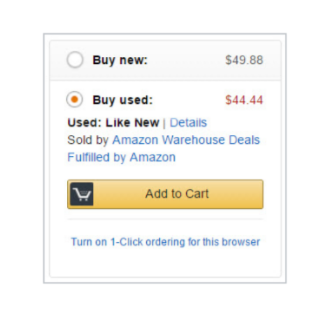 Buy new: $49.88
Buy used: $44.44
Used: Like New | Details
Sold by Amazon Warehouse Deals
Fulfilled by Amazon
Add to Cart
Turn on 1-Click ordering for this browser